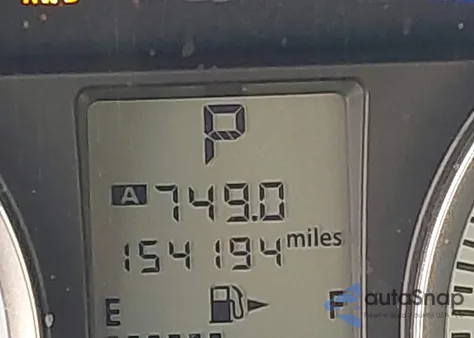 P
A 749.0
154194 miles
E F
autoSnap